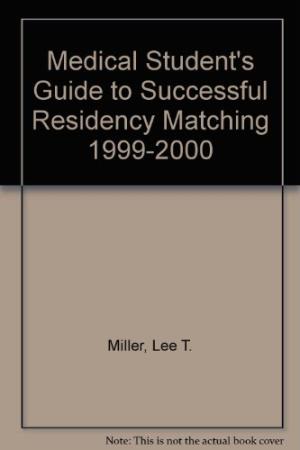 Medical Student's
Guide to Successful
Residency Matching
1999-2000
Miller, Lee T.
Note: This is not the actual book cover